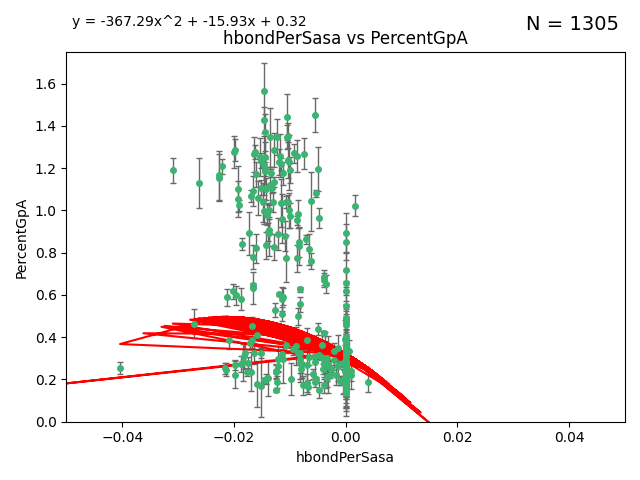 y = -367.29x^2 + -15.93x + 0.32
N = 1305
hbondPerSasa vs PercentGpA
1.6
1.4
1.2
1.0
0.8
0.6
0.4
0.2
0.0
PercentGpA
−0.04
−0.02
0.00
0.02
0.04
hbondPerSasa